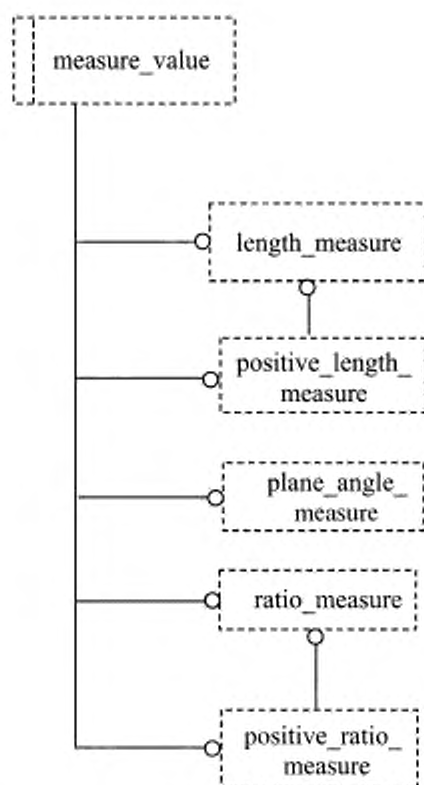 measure_value
length_measure
positive_length_
measure
plane_angle_
measure
ratio_measure
positive_ratio_
measure